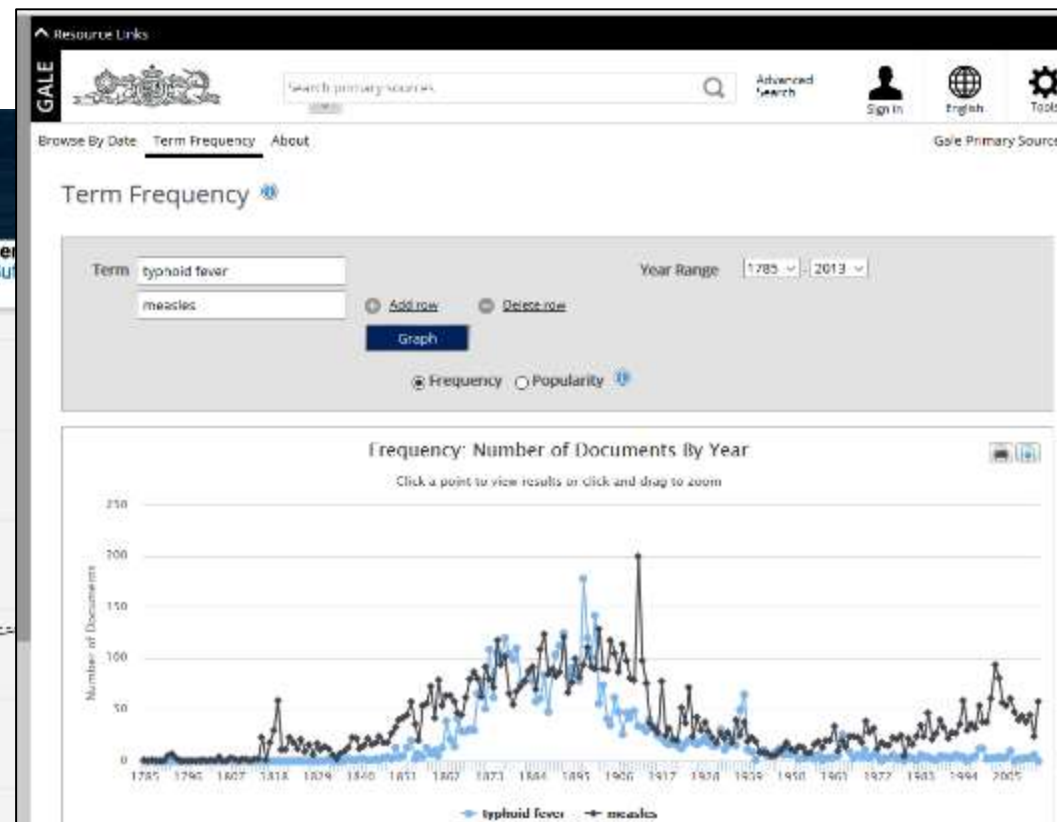 Resource Links
GALE
Search primary sources
Advanced
Search
Sign in
English
Tools
Browse By Date Term Frequency About
Gale Primary Source
Term Frequency
Term typhoid fever
Year Range 1785 - 2013
measles
Add row Delete row
Graph
Frequency Popularity
Frequency: Number of Documents By Year
Click a point to view results or click and drag to zoom
Number of Documents
250
200
150
100
50
0
1785 1796 1807 1818 1829 1840 1851 1862 1873 1884 1895 1906 1917 1928 1939 1950 1961 1972 1983 1994 2005
typhoid fever measles